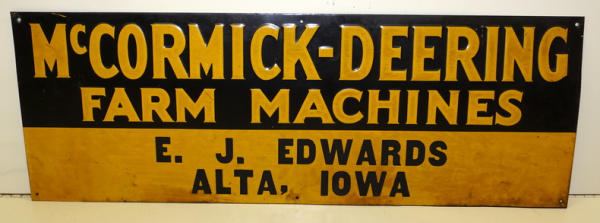 McCORMICK-DEERING
FARM MACHINES
E. J. EDWARDS
ALTA, IOWA